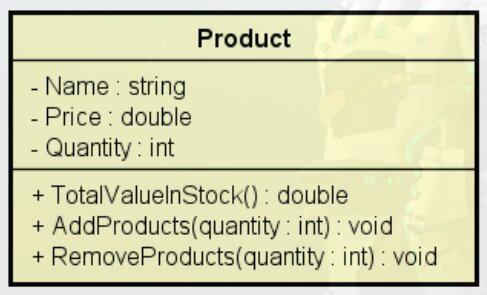 Product
- Name : string
- Price : double
- Quantity : int
+ TotalValueInStock() : double
+ AddProducts(quantity : int) : void
+ RemoveProducts(quantity : int) : void